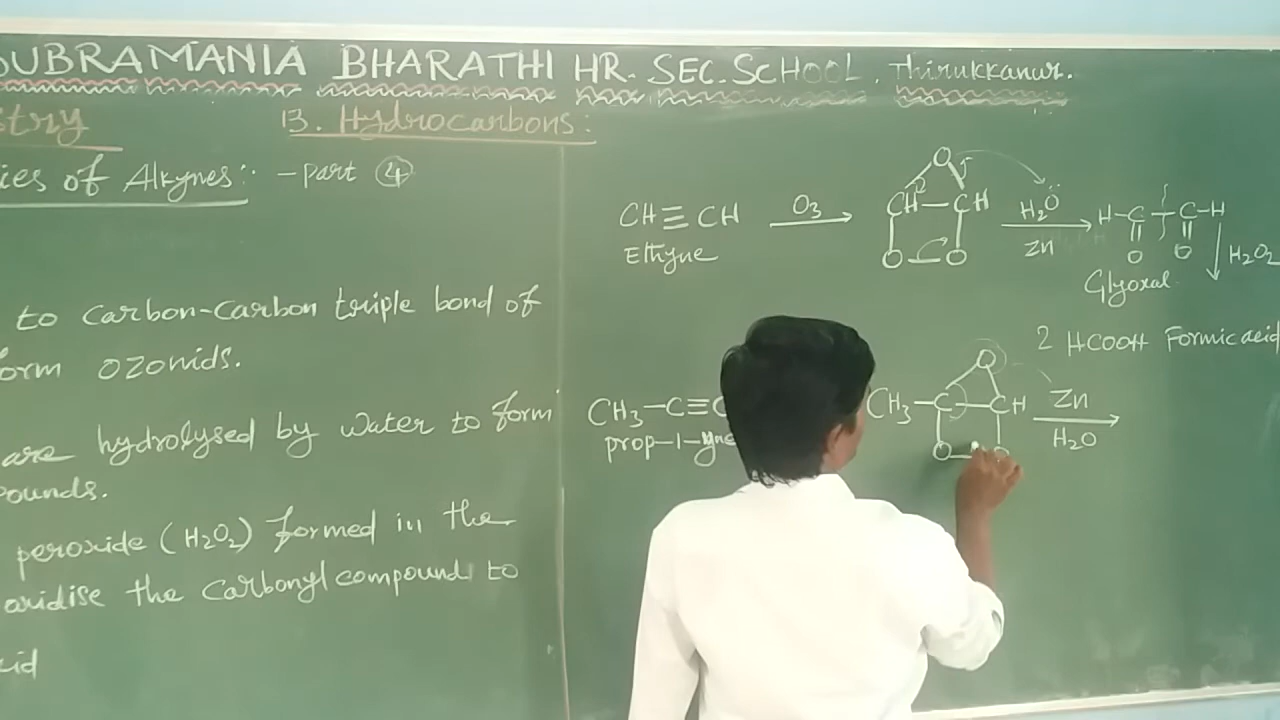 SUBRAMANIA BHARATHI HR. SEC. SCHOOL, Thirukkanur.
stry
13. Hydrocarbons:
ies of Alkynes: - part 4
to carbon-carbon triple bond of
orm ozonids.
are hydrolysed by water to form
pounds.
peroxide (H2O2) formed in the
oxidise the carbonyl compound to
cid
O
CH≡CH O3 CH-CH H2O H-C-C-H
Ethyne Zn
O-O O O H2O2
Glyoxal
2 HCOOH Formic acid
O
CH3-C≡C CH3-C-CH Zn
prop-1-yne H2O
O